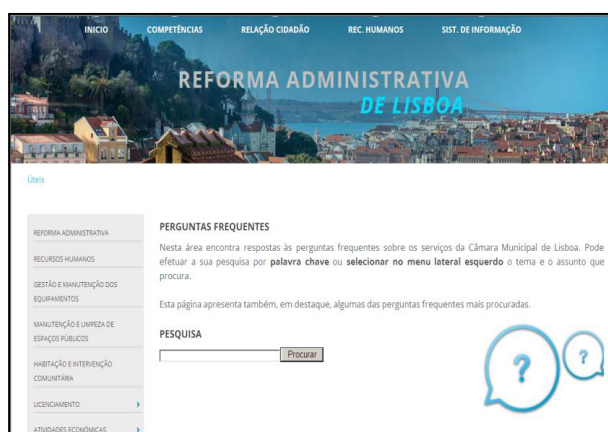 INICIO COMPETÊNCIAS RELAÇÃO CIDADÃO REC. HUMANOS SIST. DE INFORMAÇÃO
REFORMA ADMINISTRATIVA
DE LISBOA
Úteis
REFORMA ADMINISTRATIVA
RECURSOS HUMANOS
GESTÃO E MANUTENÇÃO DOS
EQUIPAMENTOS
MANUTENÇÃO E LIMPEZA DE
ESPAÇOS PÚBLICOS
HABITAÇÃO E INTERVENÇÃO
COMUNITÁRIA
LICENCIAMENTO
ATIVIDADES ECONÓMICAS
PERGUNTAS FREQUENTES
Nesta área encontra respostas às perguntas frequentes sobre os serviços da Câmara Municipal de Lisboa. Pode
efetuar a sua pesquisa por palavra chave ou selecionar no menu lateral esquerdo o tema e o assunto que
procura.
Esta página apresenta também, em destaque, algumas das perguntas frequentes mais procuradas.
PESQUISA
Procurar
? ?